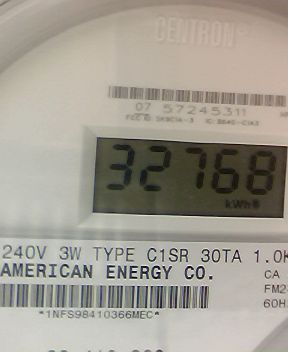 CENTRON®
07 57245311
32768
kWh
240V 3W TYPE C1SR 30TA 1.0K
AMERICAN ENERGY CO.
CA
FM2
60H
*1NFS98410366MEC*